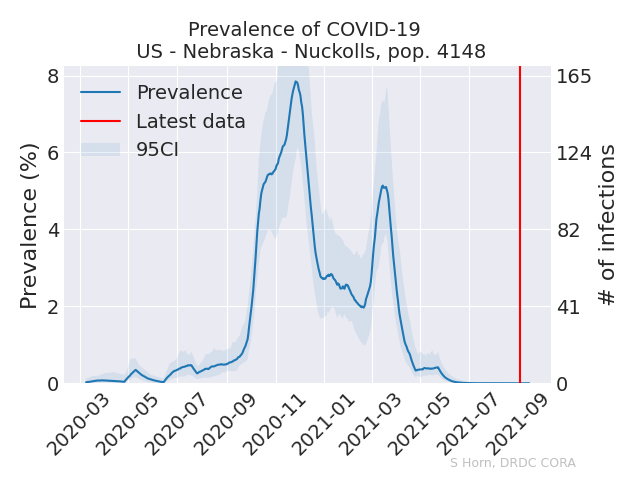 Prevalence of COVID-19
US - Nebraska - Nuckolls, pop. 4148
Prevalence (%)
8
6
4
2
0
Prevalence
Latest data
95CI
165
124
82
41
0
# of infections
2020-03
2020-05
2020-07
2020-09
2020-11
2021-01
2021-03
2021-05
2021-07
2021-09
S Horn, DRDC CORA